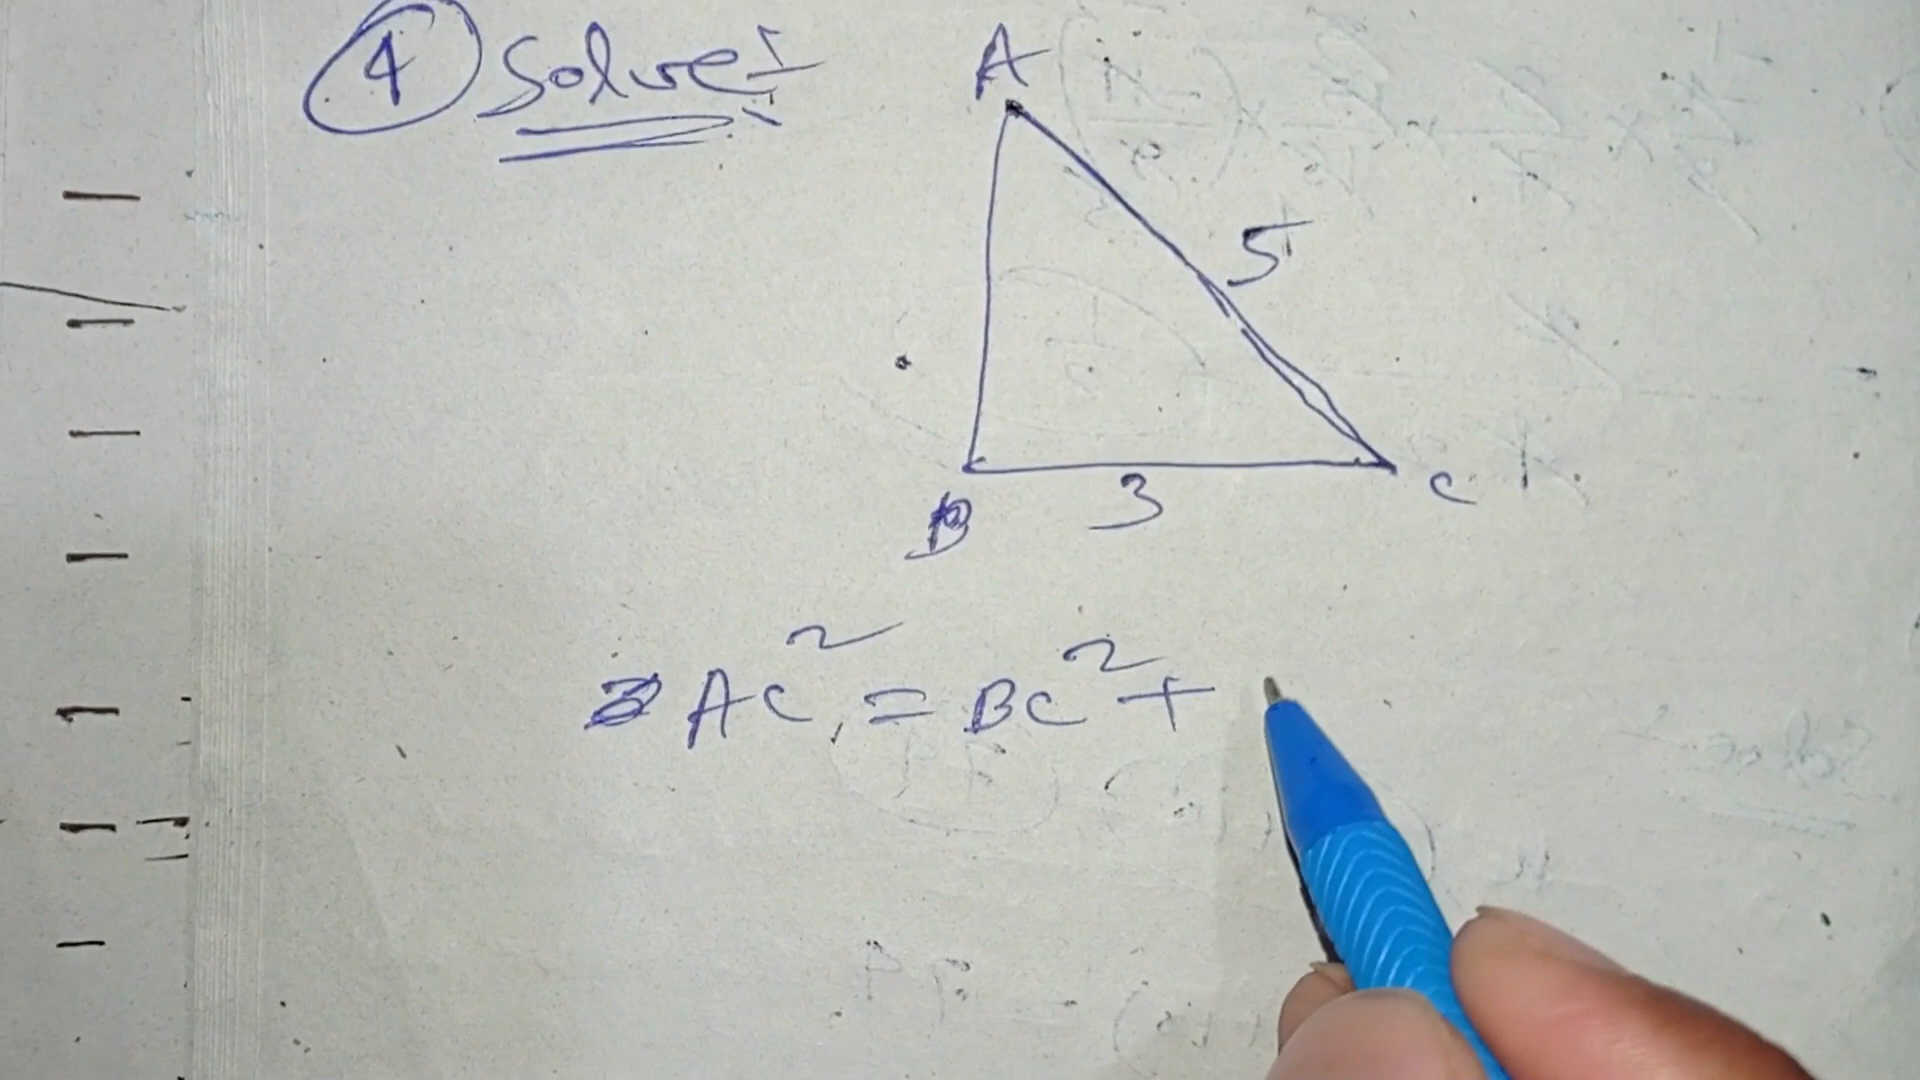 4 Solve:-
A
5
B 3 C
AC² = BC² +